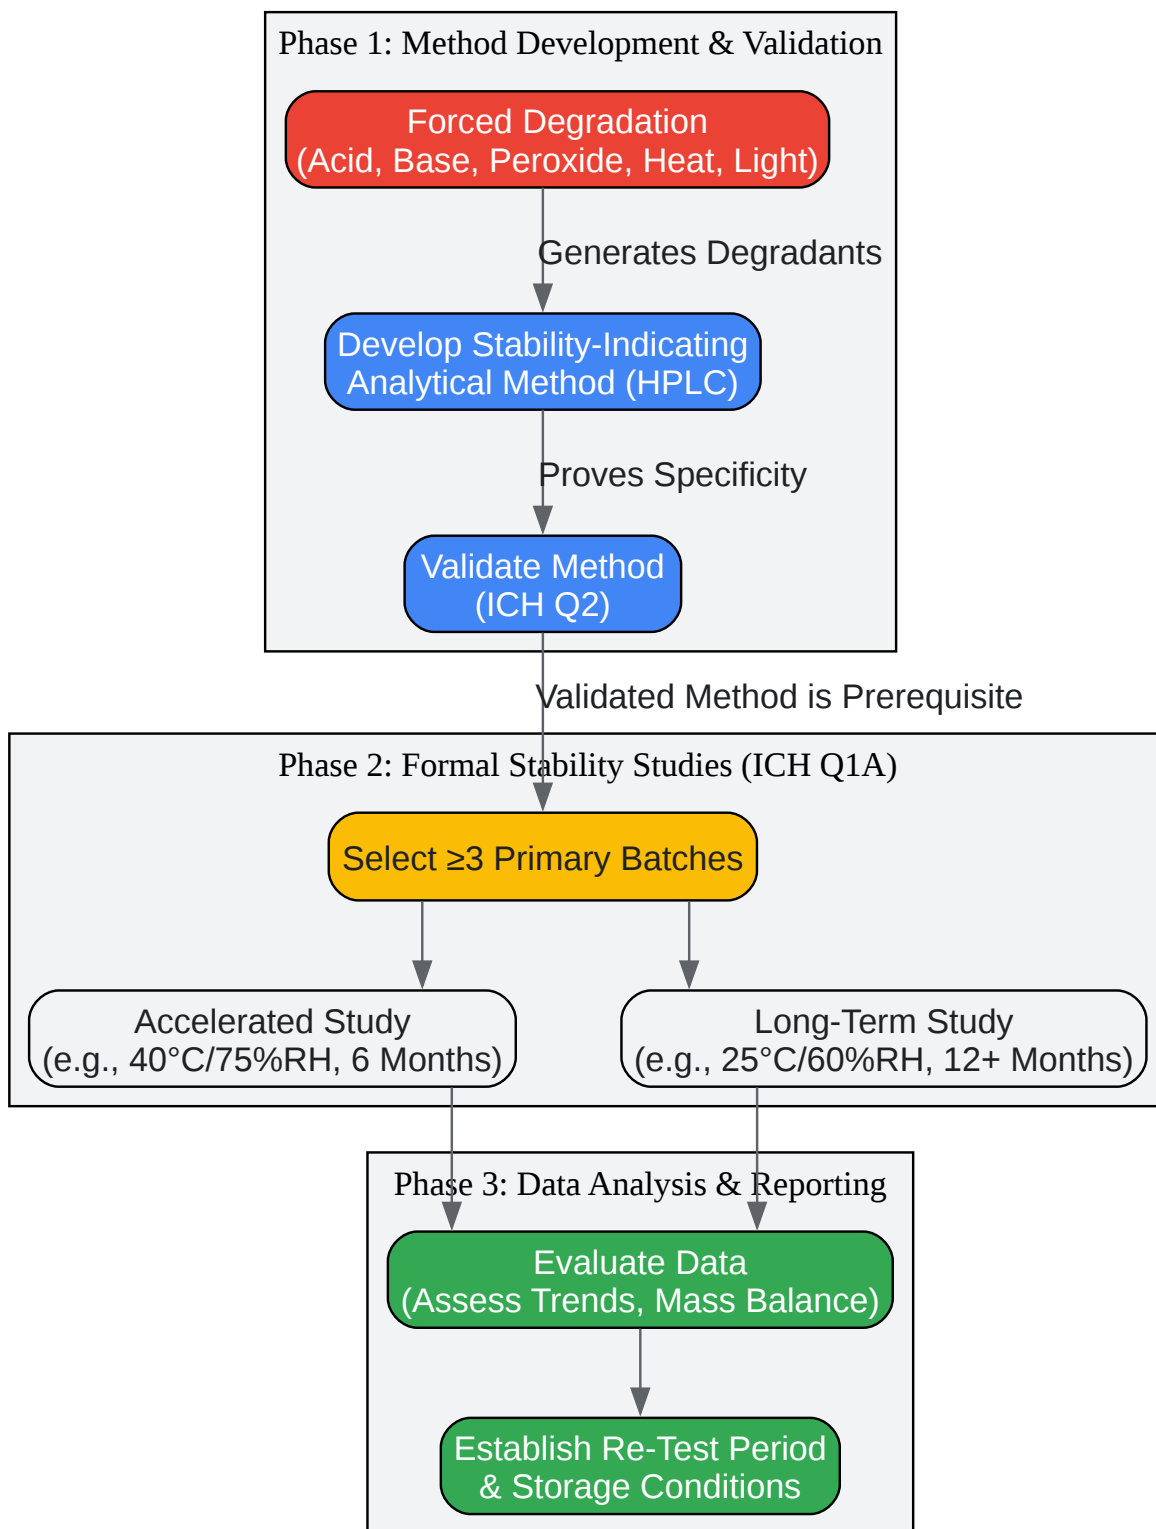 Phase 1: Method Development & Validation
Forced Degradation
(Acid, Base, Peroxide, Heat, Light)
Generates Degradants
Develop Stability-Indicating
Analytical Method (HPLC)
Proves Specificity
Validate Method
(ICH Q2)
Validated Method is Prerequisite
Phase 2: Formal Stability Studies (ICH Q1A)
Select ≥3 Primary Batches
Accelerated Study
(e.g., 40°C/75%RH, 6 Months)
Long-Term Study
(e.g., 25°C/60%RH, 12+ Months)
Phase 3: Data Analysis & Reporting
Evaluate Data
(Assess Trends, Mass Balance)
Establish Re-Test Period
& Storage Conditions